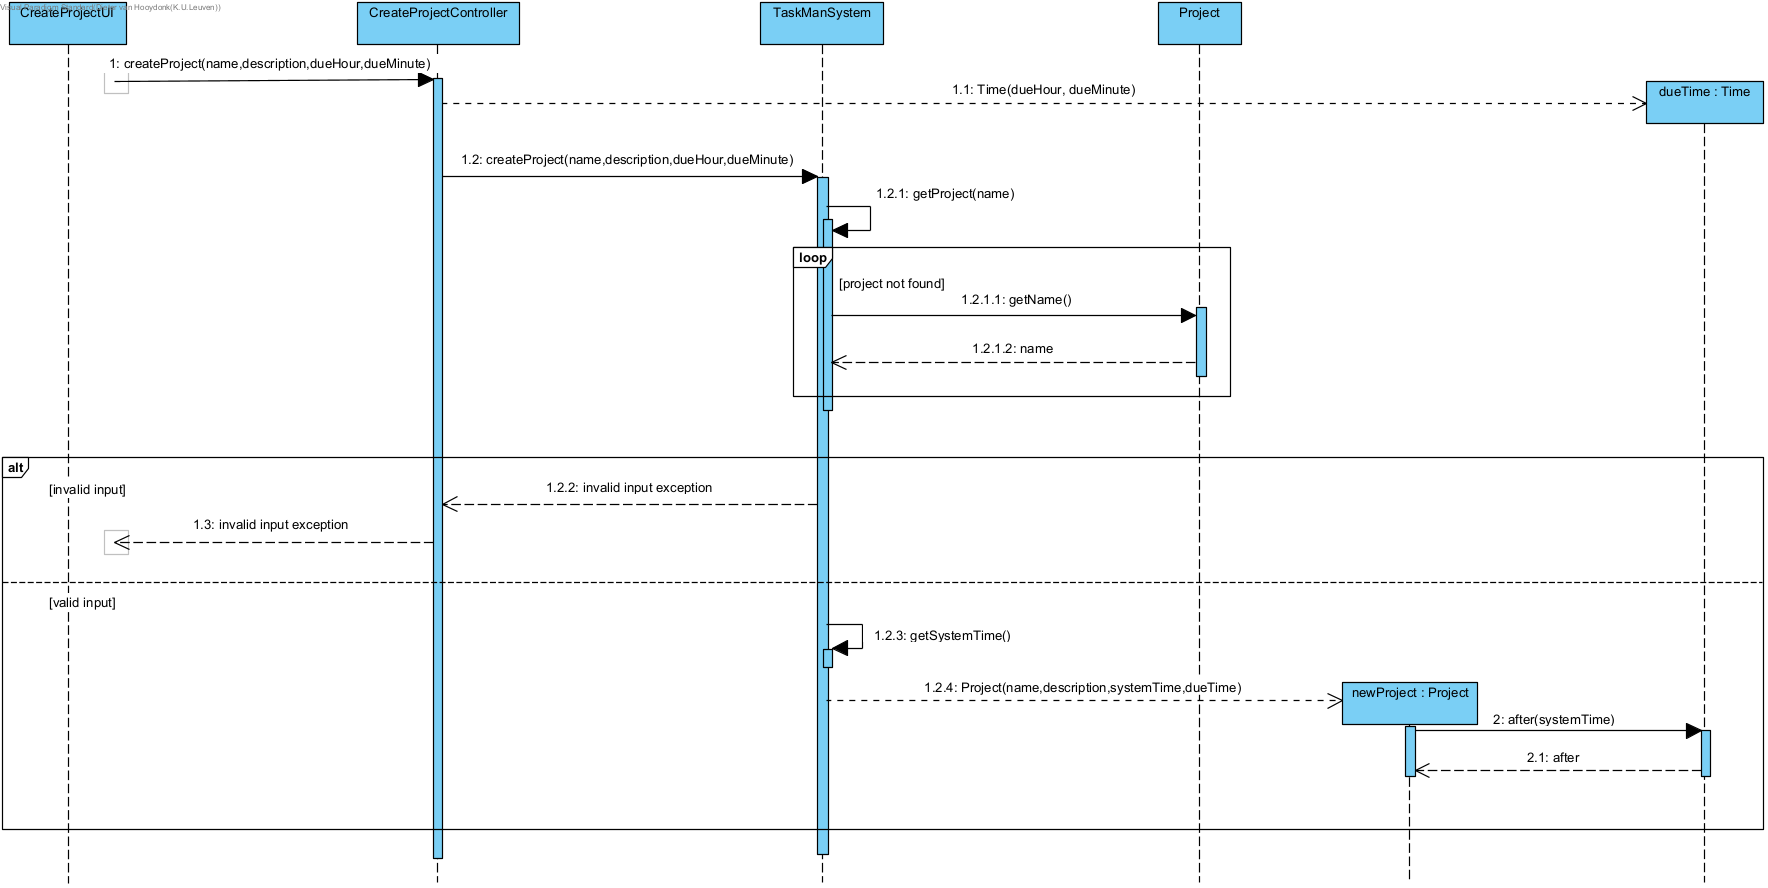 Visual Paradigm Standard(Pieter van Hooydonk(K.U.Leuven))
CreateProjectUI
CreateProjectController
TaskManSystem
Project
1: createProject(name,description,dueHour,dueMinute)
1.1: Time(dueHour, dueMinute)
dueTime : Time
1.2: createProject(name,description,dueHour,dueMinute)
1.2.1: getProject(name)
loop
[project not found]
1.2.1.1: getName()
1.2.1.2: name
alt
[invalid input]
1.2.2: invalid input exception
1.3: invalid input exception
[valid input]
1.2.3: getSystemTime()
1.2.4: Project(name,description,systemTime,dueTime)
newProject : Project
2: after(systemTime)
2.1: after